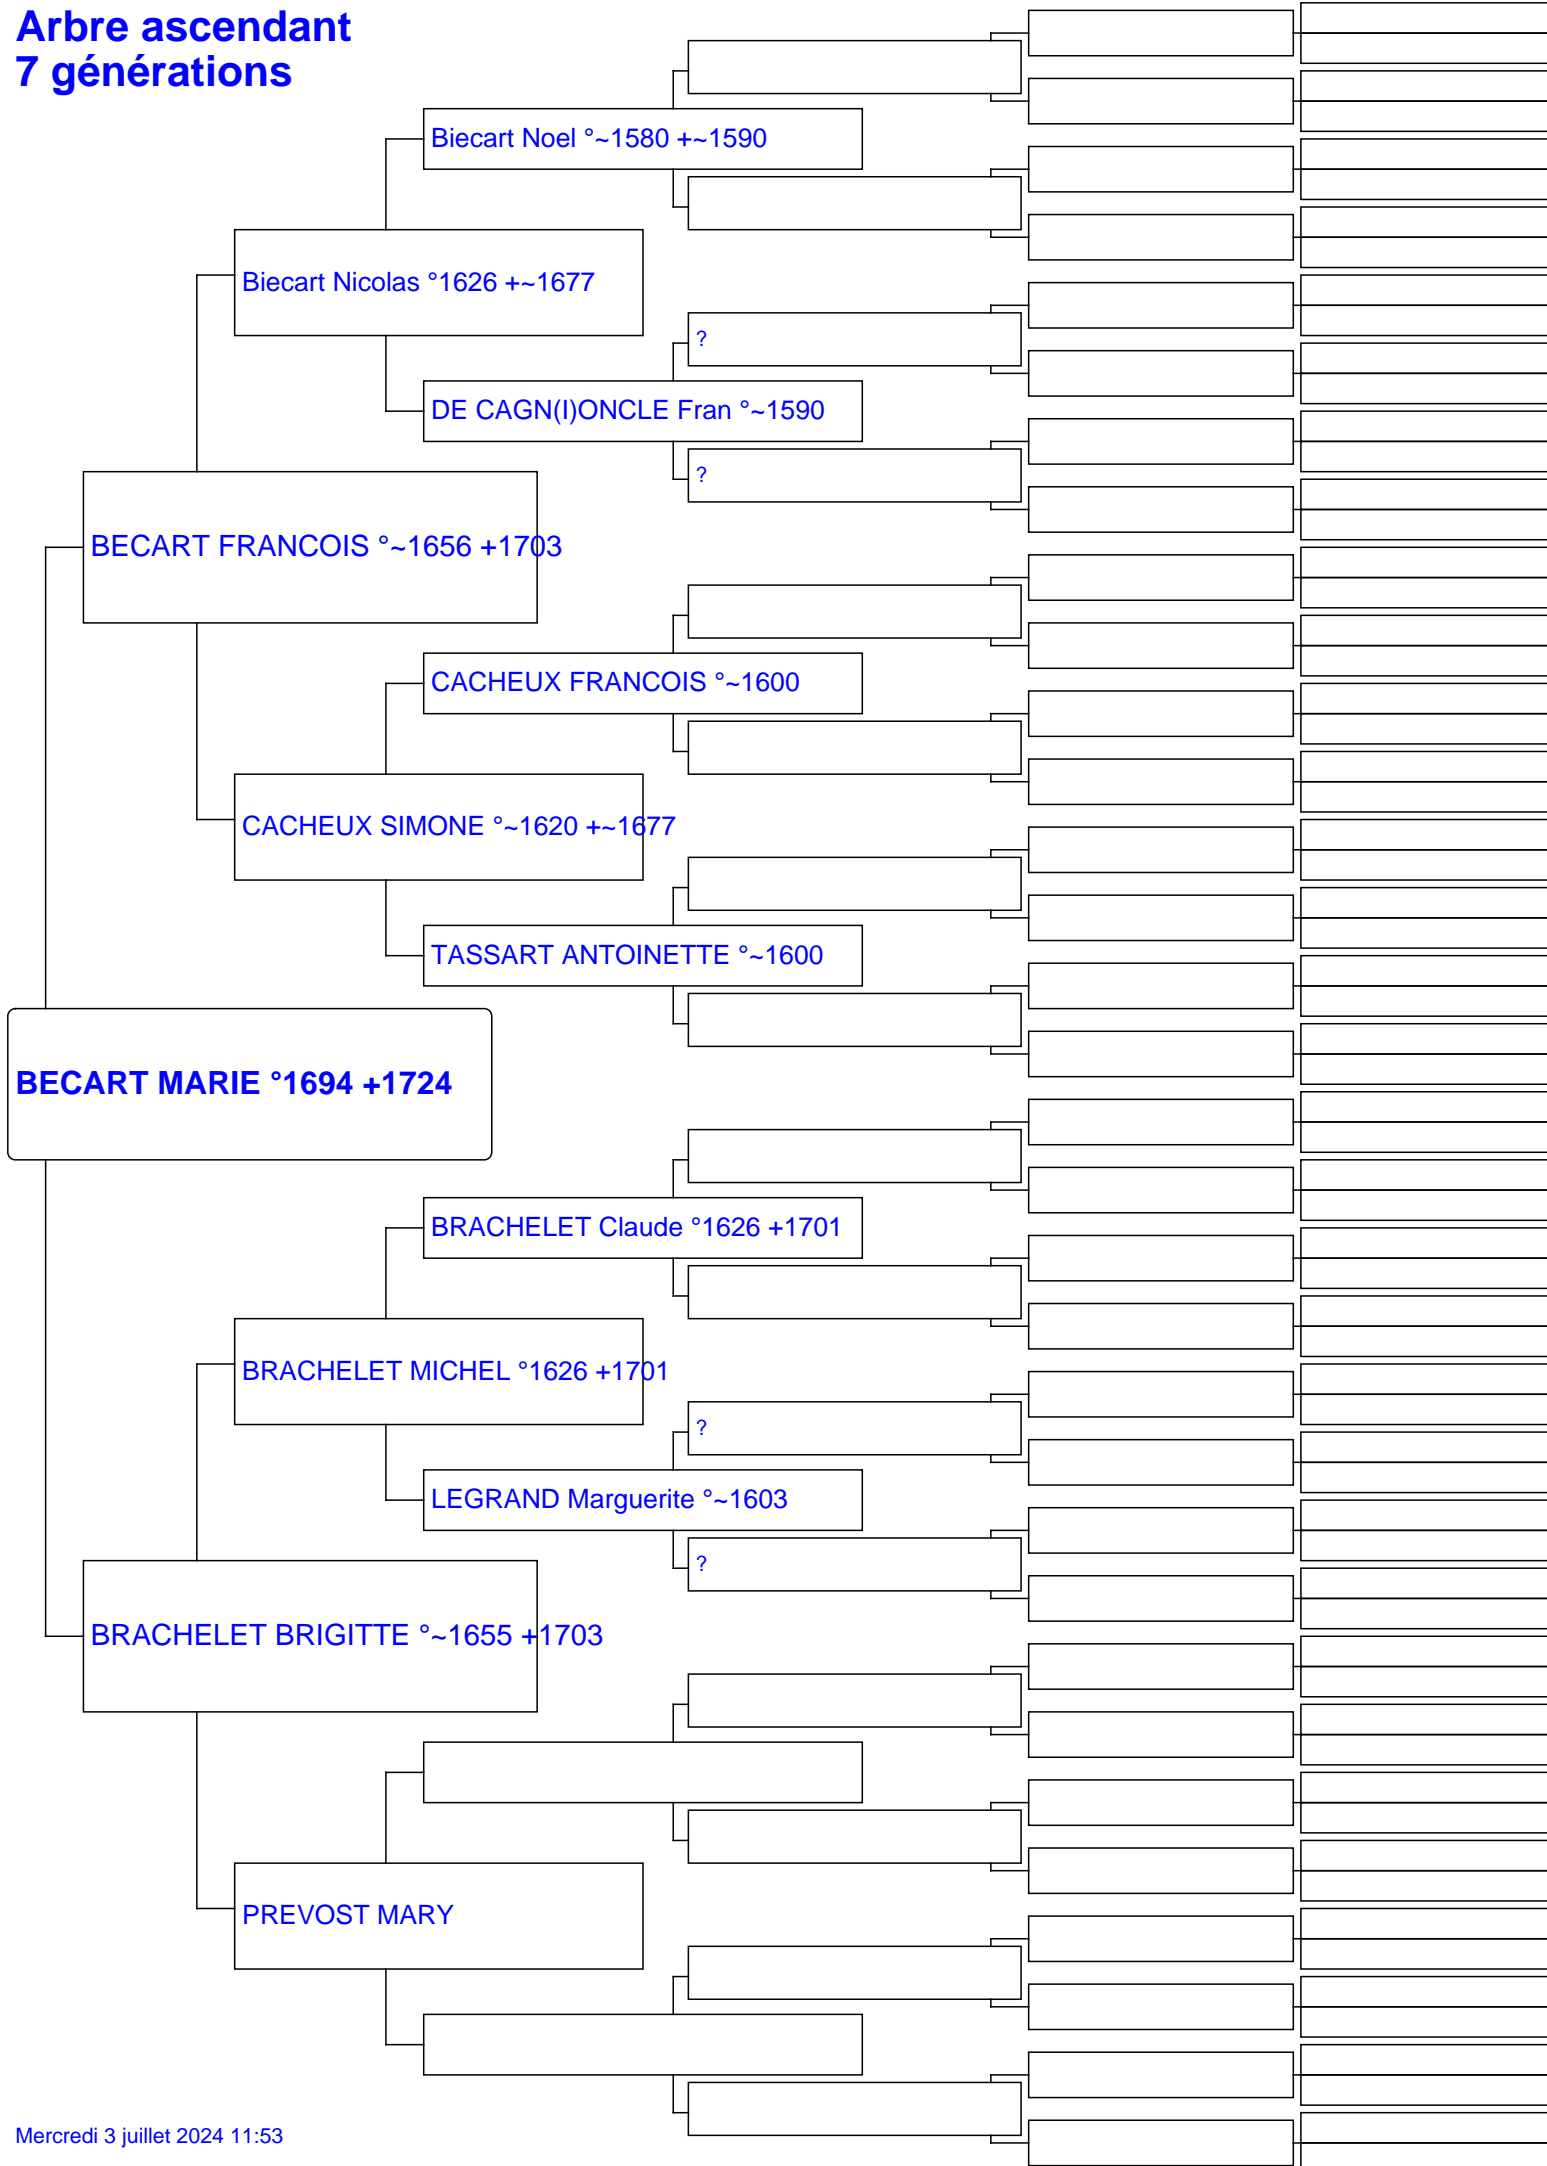 Arbre ascendant
7 générations
Biecart Noel °~1580 +~1590
Biecart Nicolas °1626 +~1677
?
DE CAGN(I)ONCLE Fran °~1590
?
BECART FRANCOIS °~1656 +1703
CACHEUX FRANCOIS °~1600
CACHEUX SIMONE °~1620 +~1677
TASSART ANTOINETTE °~1600
BECART MARIE °1694 +1724
BRACHELET Claude °1626 +1701
BRACHELET MICHEL °1626 +1701
?
LEGRAND Marguerite °~1603
?
BRACHELET BRIGITTE °~1655 +1703
PREVOST MARY
Mercredi 3 juillet 2024 11:53